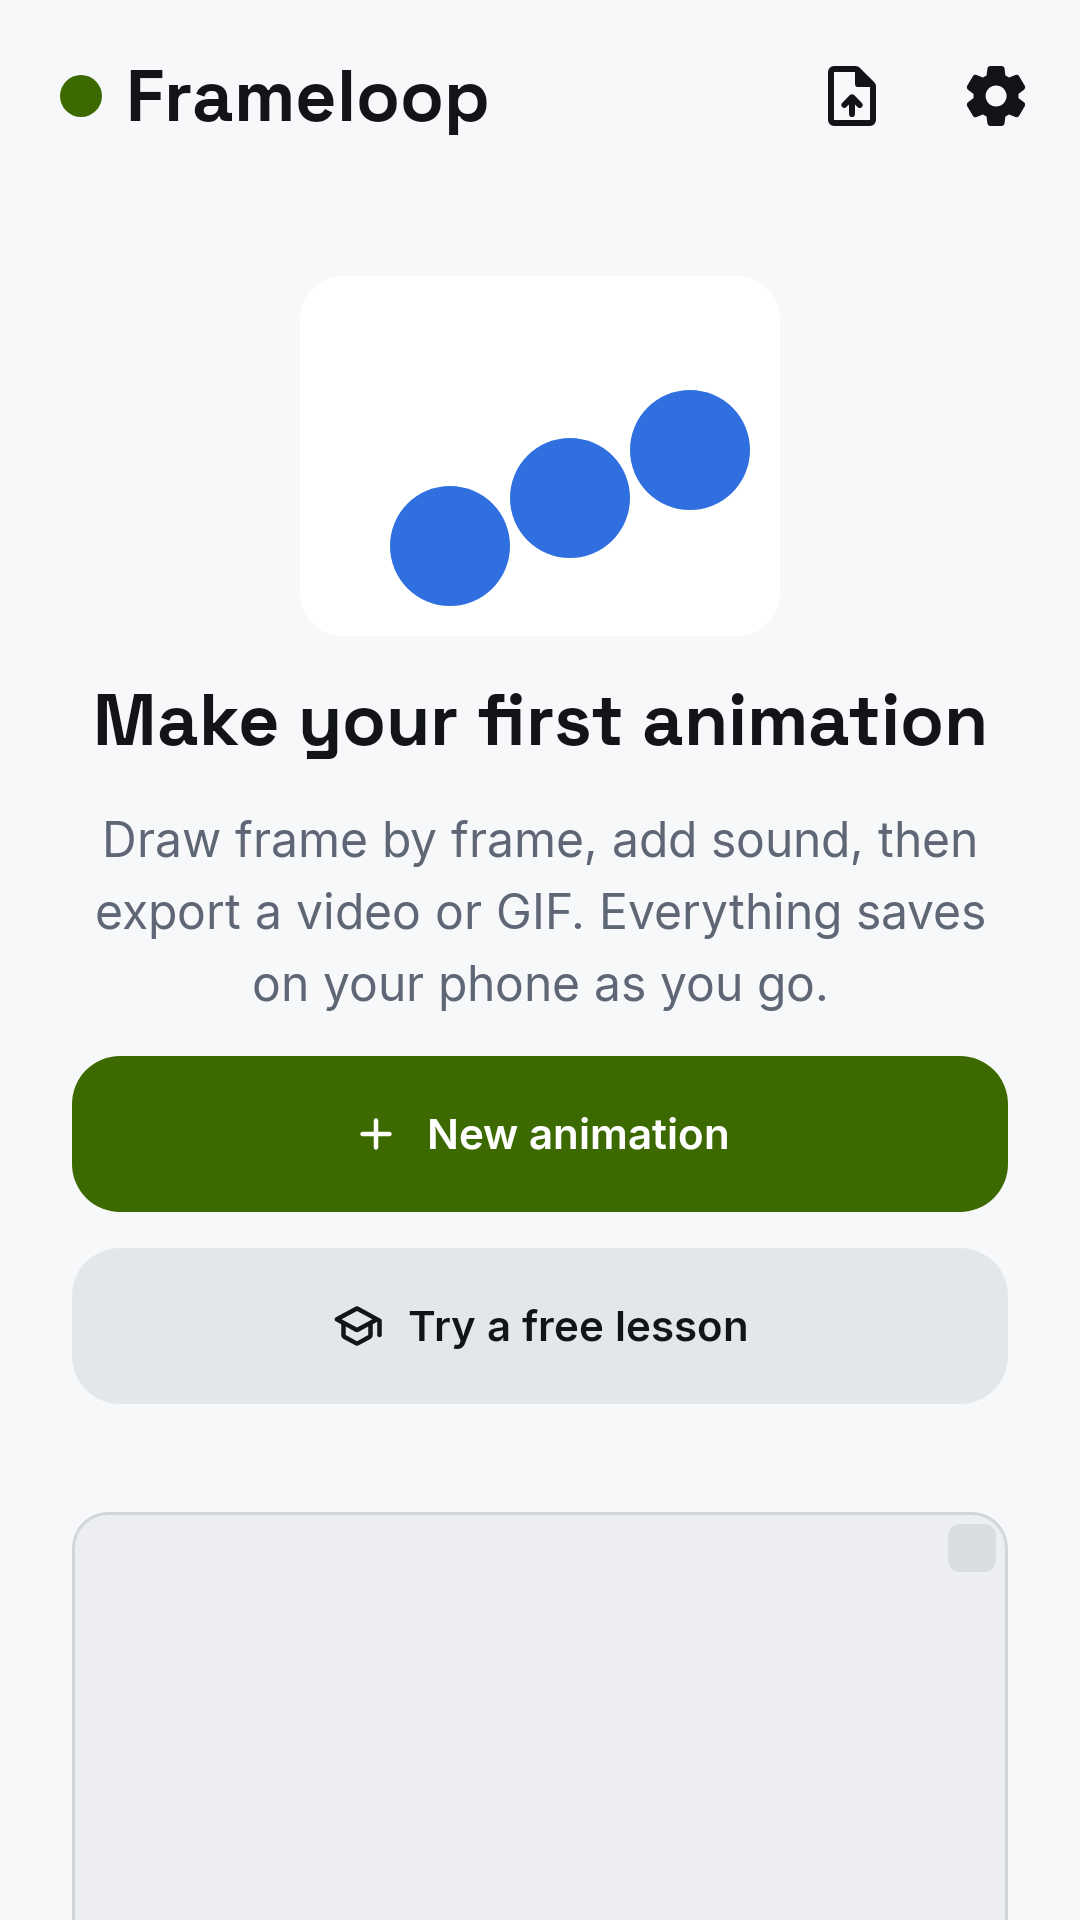 Frameloop
Make your first animation
Draw frame by frame, add sound, then
export a video or GIF. Everything saves
on your phone as you go.
New animation
Try a free lesson